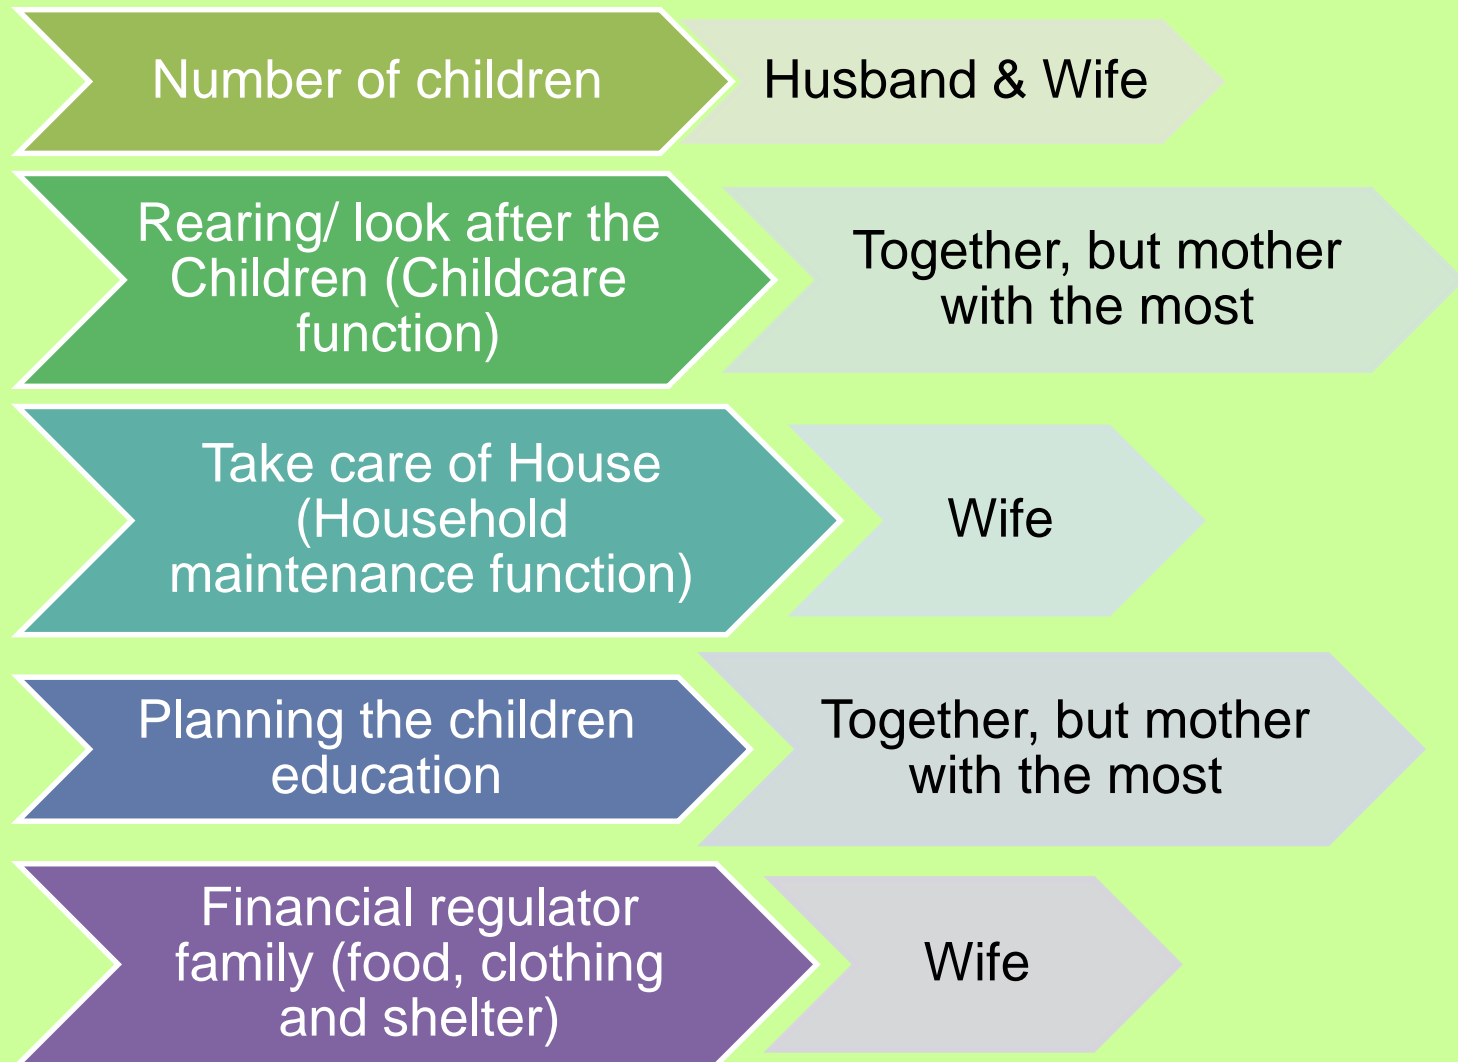 Number of children
Husband & Wife
Rearing/ look after the
Children (Childcare
function)
Together, but mother
with the most
Take care of House
(Household
maintenance function)
Wife
Planning the children
education
Together, but mother
with the most
Financial regulator
family (food, clothing
and shelter)
Wife